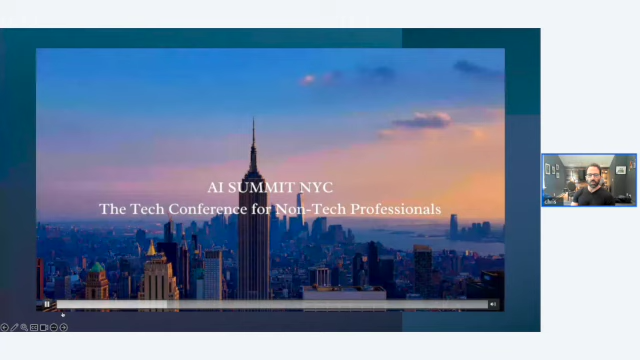 AI SUMMIT NYC
The Tech Conference for Non-Tech Professionals
chris